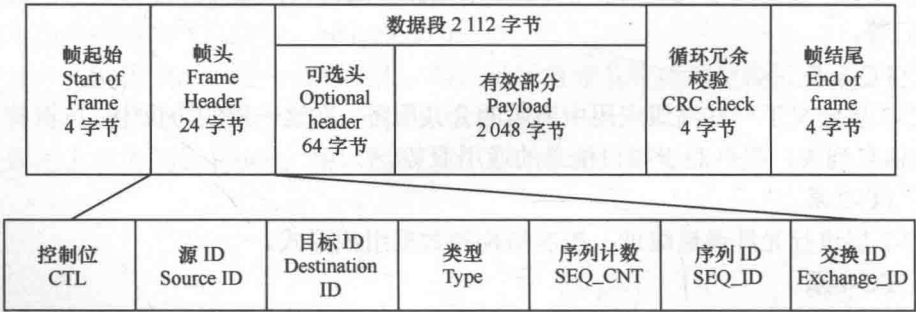 帧起始
Start of
Frame
4 字节
帧头
Frame
Header
24 字节
数据段 2 112 字节
可选头
Optional
header
64 字节
有效部分
Payload
2 048 字节
循环冗余
校验
CRC check
4 字节
帧结尾
End of
frame
4 字节
控制位
CTL
源 ID
Source ID
目标 ID
Destination
ID
类型
Type
序列计数
SEQ_CNT
序列 ID
SEQ_ID
交换 ID
Exchange_ID